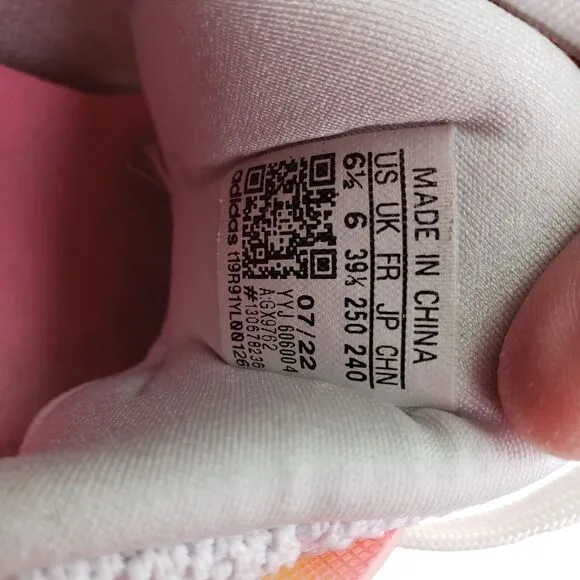 MADE IN CHINA
US UK FR JP CHN
6½ 6 39⅓ 250 240
07/22
YYJ 606004
A:GX9762
#130678236
adidas t19R91YL00126